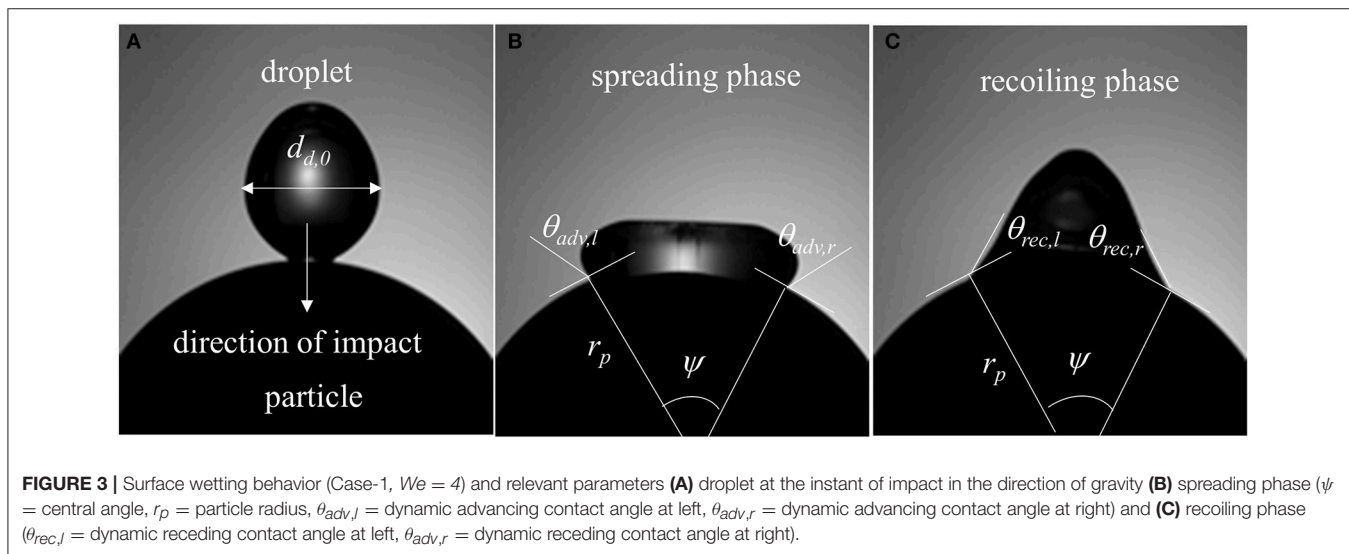 A
droplet
d_{d,0}
direction of impact
particle
B
spreading phase
θ_{adv,l}
θ_{adv,r}
r_p
ψ
C
recoiling phase
θ_{rec,l}
θ_{rec,r}
r_p
ψ
FIGURE 3 | Surface wetting behavior (Case-1, We = 4) and relevant parameters (A) droplet at the instant of impact in the direction of gravity (B) spreading phase (ψ
= central angle, r_p = particle radius, θ_{adv,l} = dynamic advancing contact angle at left, θ_{adv,r} = dynamic advancing contact angle at right) and (C) recoiling phase
(θ_{rec,l} = dynamic receding contact angle at left, θ_{adv,r} = dynamic receding contact angle at right).